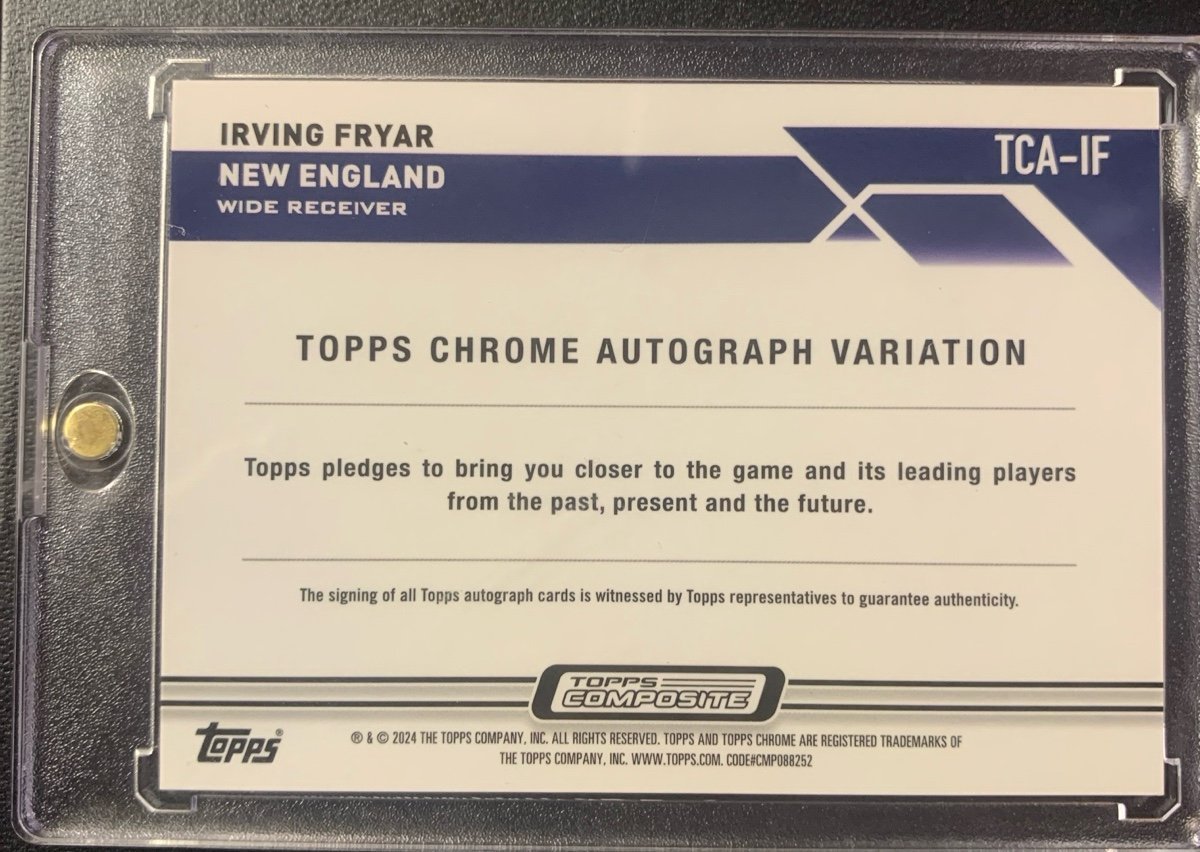 IRVING FRYAR
TCA-IF
NEW ENGLAND
WIDE RECEIVER
TOPPS CHROME AUTOGRAPH VARIATION
Topps pledges to bring you closer to the game and its leading players
from the past, present and the future.
The signing of all Topps autograph cards is witnessed by Topps representatives to guarantee authenticity.
TOPPS
COMPOSITE
topps®
® & © 2024 THE TOPPS COMPANY, INC. ALL RIGHTS RESERVED. TOPPS AND TOPPS CHROME ARE REGISTERED TRADEMARKS OF
THE TOPPS COMPANY, INC. WWW.TOPPS.COM. CODE#CMP088252